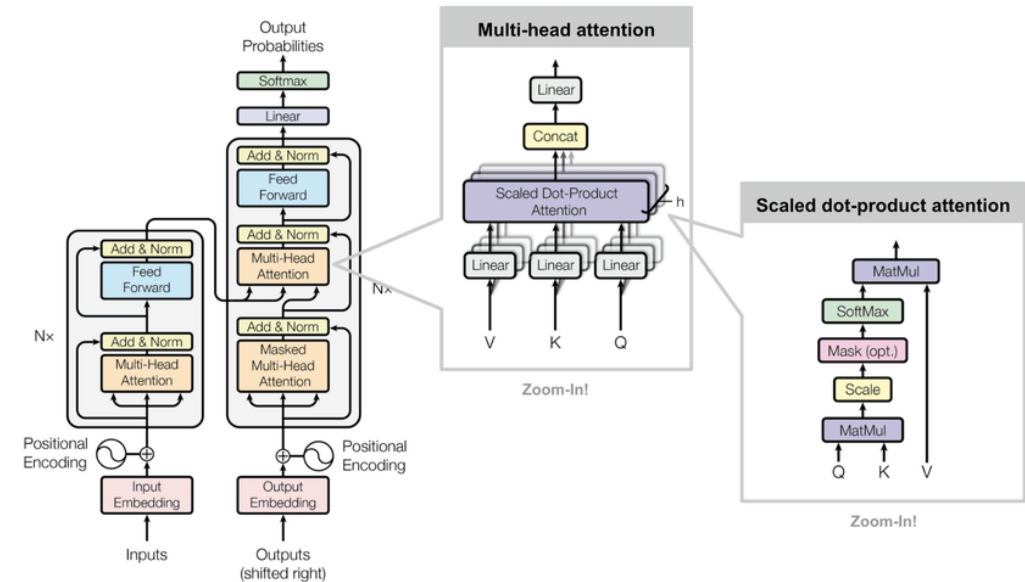 Output
Probabilities
Softmax
Linear
Add & Norm
Feed
Forward
Add & Norm
Multi-Head
Attention
Nx
Add & Norm
Masked
Multi-Head
Attention
Positional
Encoding
Output
Embedding
Outputs
(shifted right)
Add & Norm
Feed
Forward
Nx
Add & Norm
Multi-Head
Attention
Positional
Encoding
Input
Embedding
Inputs
Multi-head attention
Linear
Concat
Scaled Dot-Product
Attention
h
Linear
Linear
Linear
V
K
Q
Zoom-In!
Scaled dot-product attention
MatMul
SoftMax
Mask (opt.)
Scale
MatMul
Q
K
V
Zoom-In!